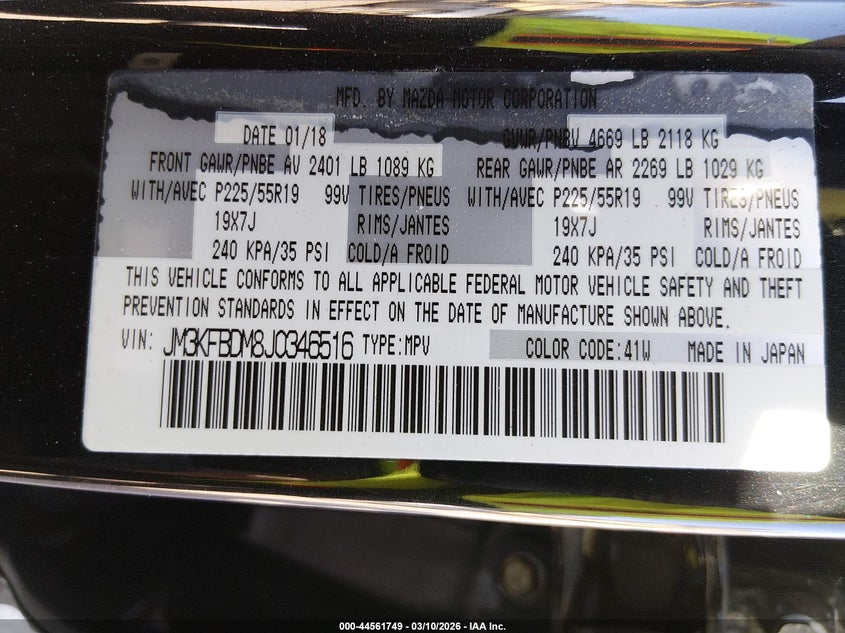 MFD. BY MAZDA MOTOR CORPORATION
DATE 01/18 GVWR/PNBV 4669 LB 2118 KG
FRONT GAWR/PNBE AV 2401 LB 1089 KG REAR GAWR/PNBE AR 2269 LB 1029 KG
WITH/AVEC P225/55R19 99V TIRES/PNEUS WITH/AVEC P225/55R19 99V TIRES/PNEUS
19X7J RIMS/JANTES 19X7J RIMS/JANTES
240 KPA/35 PSI COLD/A FROID 240 KPA/35 PSI COLD/A FROID
THIS VEHICLE CONFORMS TO ALL APPLICABLE FEDERAL MOTOR VEHICLE SAFETY AND THEFT
PREVENTION STANDARDS IN EFFECT ON THE DATE OF MANUFACTURE SHOWN ABOVE.
VIN: JM3KFBDM8J0346516 TYPE:MPV COLOR CODE:41W MADE IN JAPAN
000-44561749 — 03/10/2026 — IAA Inc.